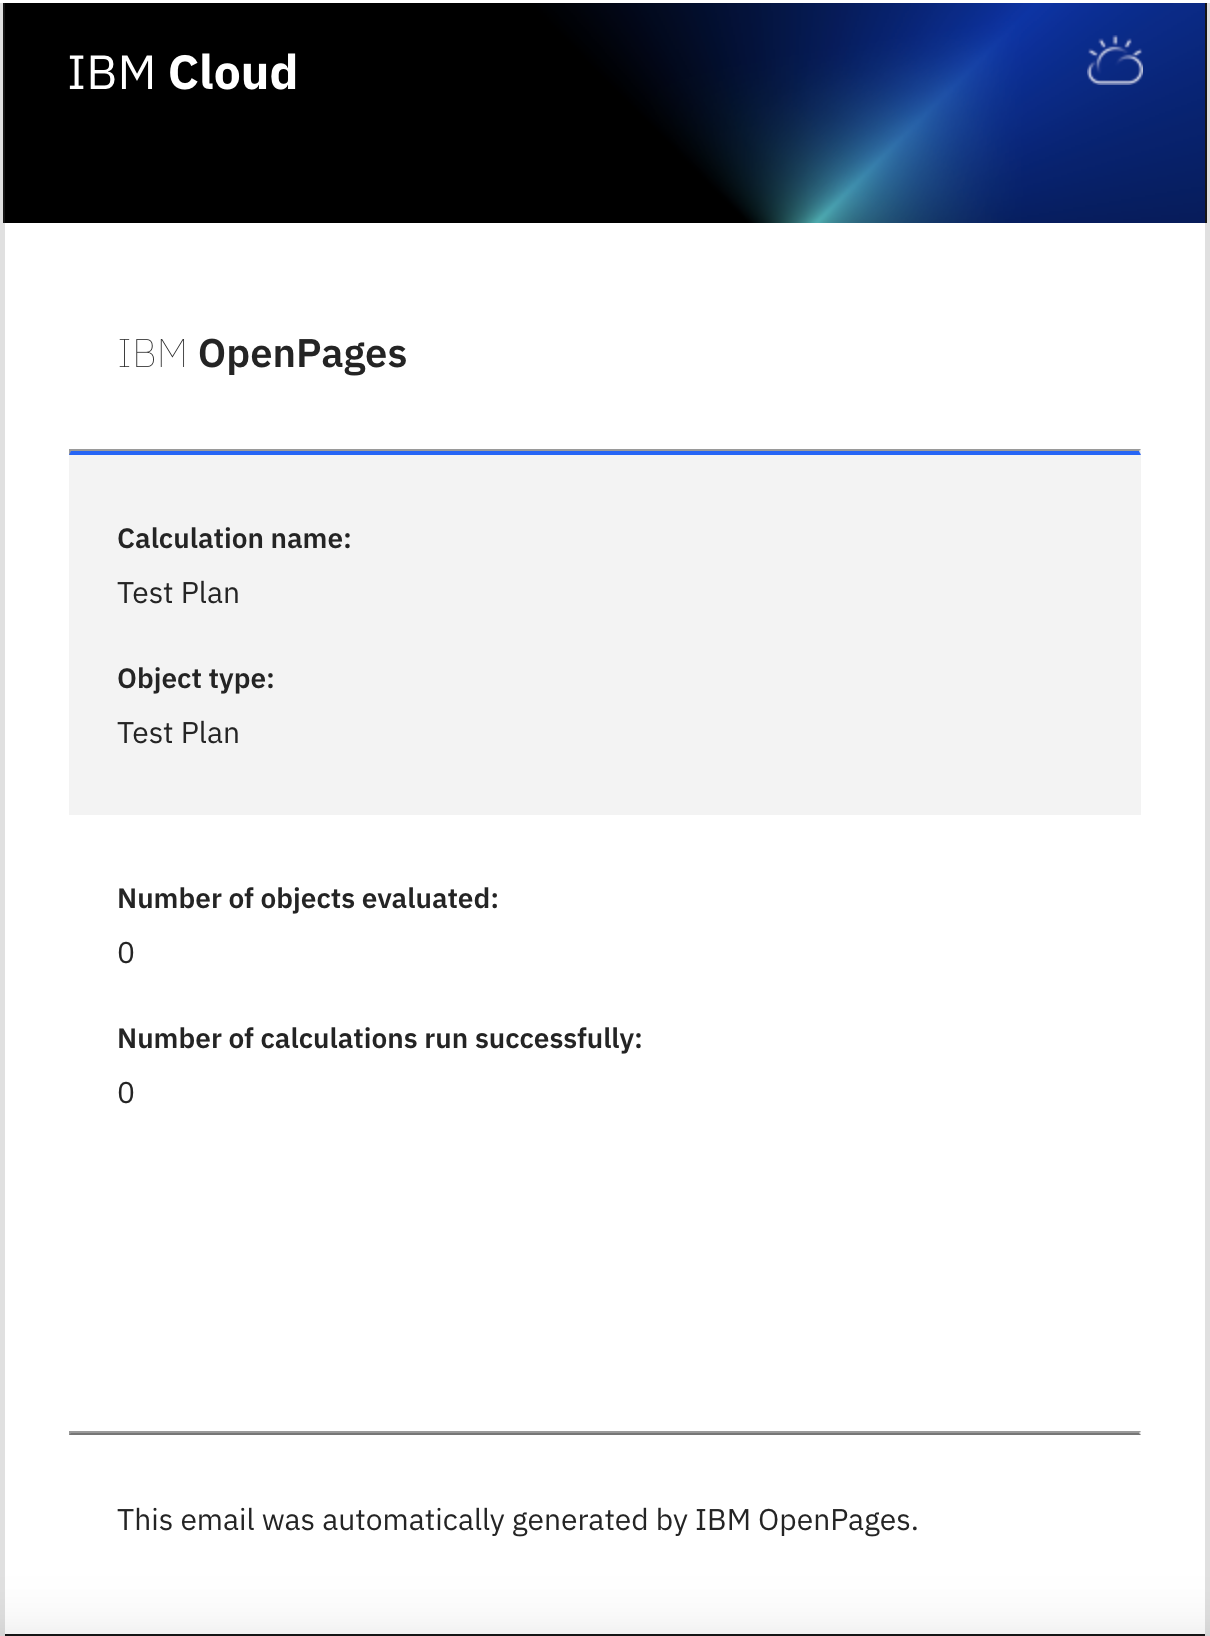 IBM Cloud
IBM OpenPages
Calculation name:
Test Plan
Object type:
Test Plan
Number of objects evaluated:
0
Number of calculations run successfully:
0
This email was automatically generated by IBM OpenPages.